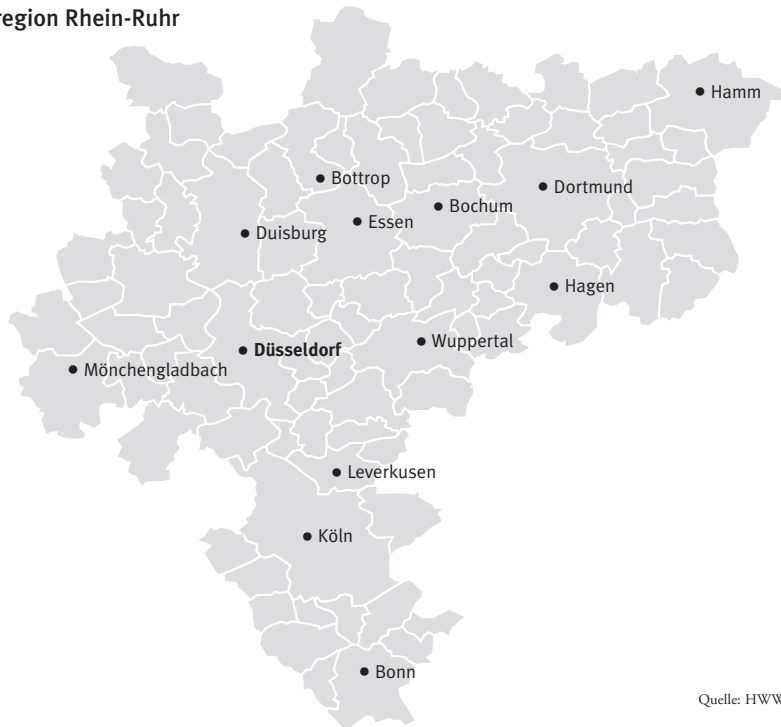 region Rhein-Ruhr
Hamm
Bottrop
Dortmund
Bochum
Essen
Duisburg
Hagen
Wuppertal
Düsseldorf
Mönchengladbach
Leverkusen
Köln
Bonn
Quelle: HWW